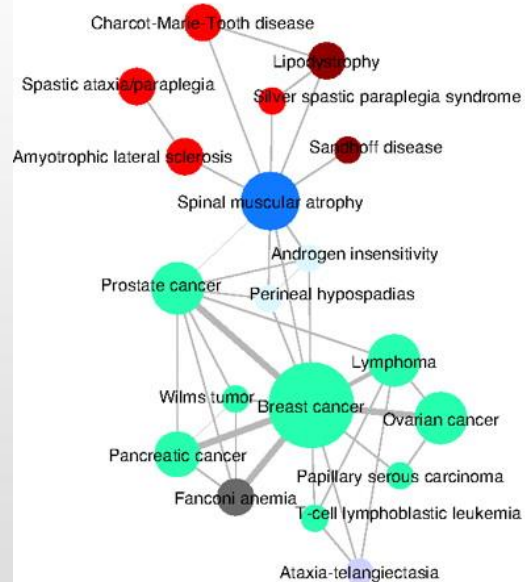 Charcot-Marie-Tooth disease
Lipodystrophy
Spastic ataxia/paraplegia
Silver spastic paraplegia syndrome
Sandhoff disease
Amyotrophic lateral sclerosis
Spinal muscular atrophy
Androgen insensitivity
Prostate cancer
Perineal hypospadias
Lymphoma
Wilms tumor
Breast cancer
Ovarian cancer
Pancreatic cancer
Papillary serous carcinoma
Fanconi anemia
T-cell lymphoblastic leukemia
Ataxia-telangiectasia